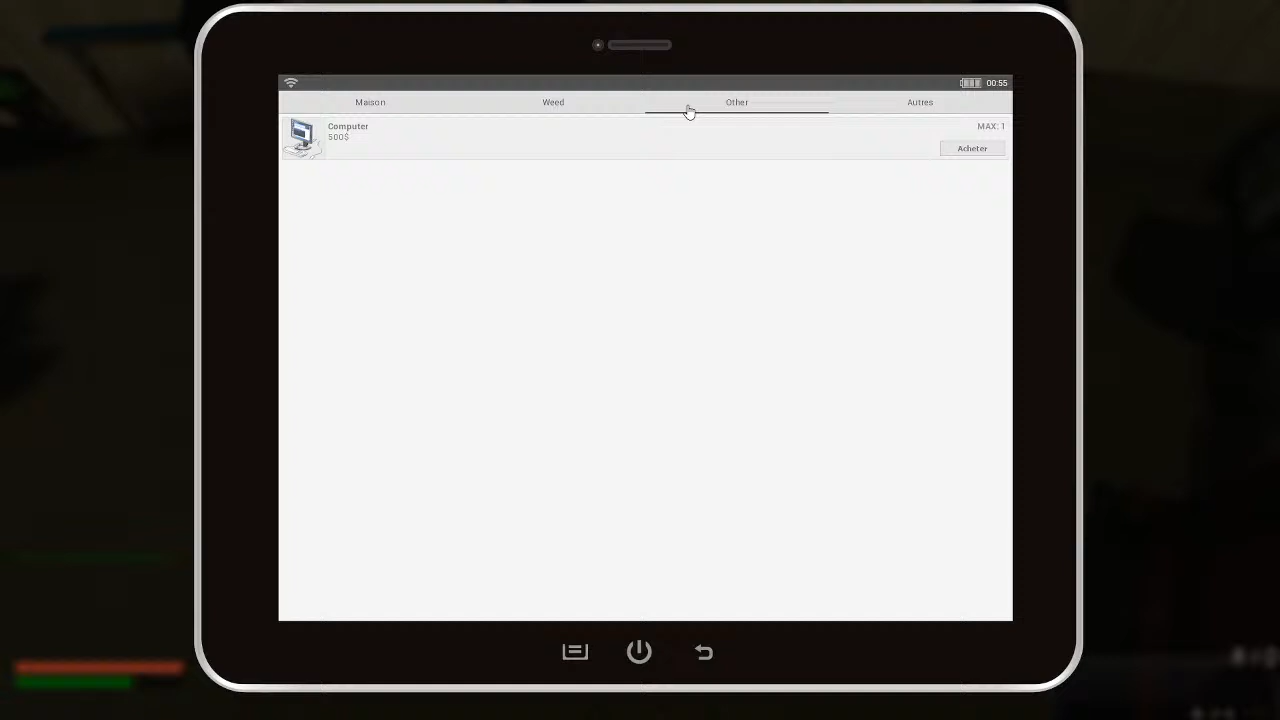 00:55
Maison Weed Other Autres
Computer MAX: 1
500$
Acheter